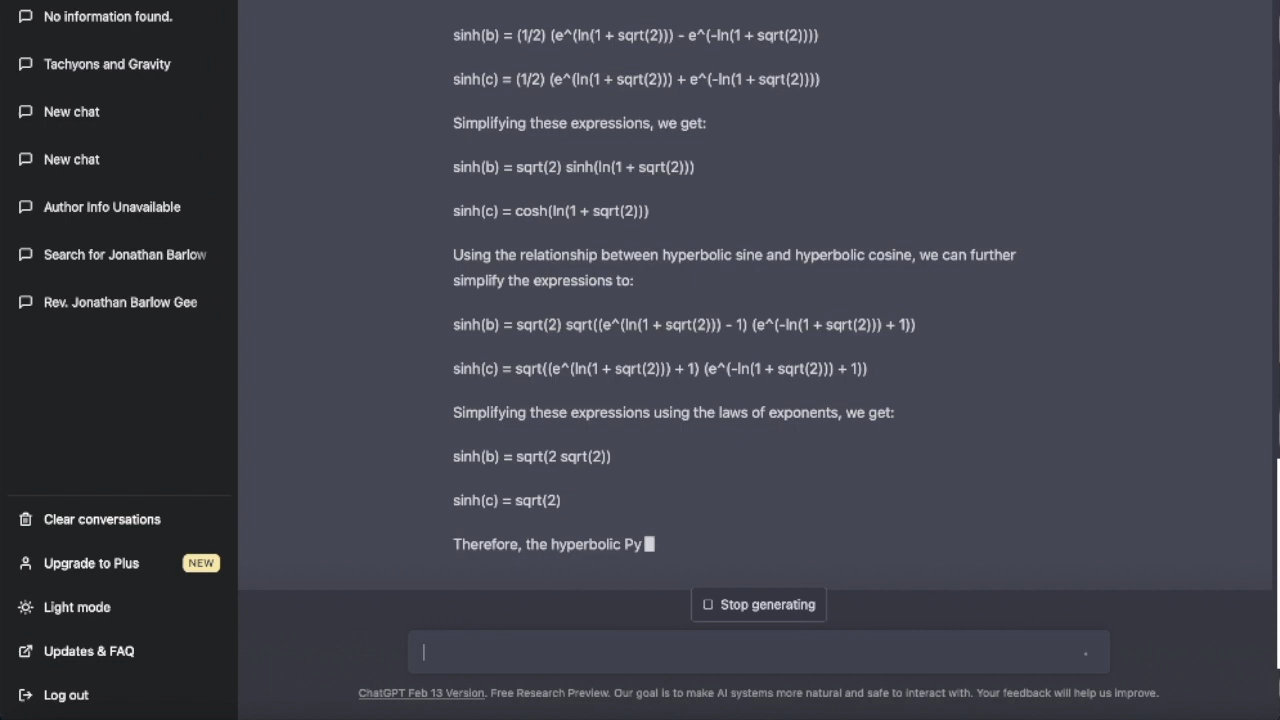 No information found.
Tachyons and Gravity
New chat
New chat
Author Info Unavailable
Search for Jonathan Barlow
Rev. Jonathan Barlow Gee
Clear conversations
Upgrade to Plus NEW
Light mode
Updates & FAQ
Log out
sinh(b) = (1/2) (e^(ln(1 + sqrt(2))) - e^(-ln(1 + sqrt(2))))
sinh(c) = (1/2) (e^(ln(1 + sqrt(2))) + e^(-ln(1 + sqrt(2))))
Simplifying these expressions, we get:
sinh(b) = sqrt(2) sinh(ln(1 + sqrt(2)))
sinh(c) = cosh(ln(1 + sqrt(2)))
Using the relationship between hyperbolic sine and hyperbolic cosine, we can further
simplify the expressions to:
sinh(b) = sqrt(2) sqrt((e^(ln(1 + sqrt(2))) - 1) (e^(-ln(1 + sqrt(2))) + 1))
sinh(c) = sqrt((e^(ln(1 + sqrt(2))) + 1) (e^(-ln(1 + sqrt(2))) + 1))
Simplifying these expressions using the laws of exponents, we get:
sinh(b) = sqrt(2 sqrt(2))
sinh(c) = sqrt(2)
Therefore, the hyperbolic Py
Stop generating
ChatGPT Feb 13 Version. Free Research Preview. Our goal is to make AI systems more natural and safe to interact with. Your feedback will help us improve.